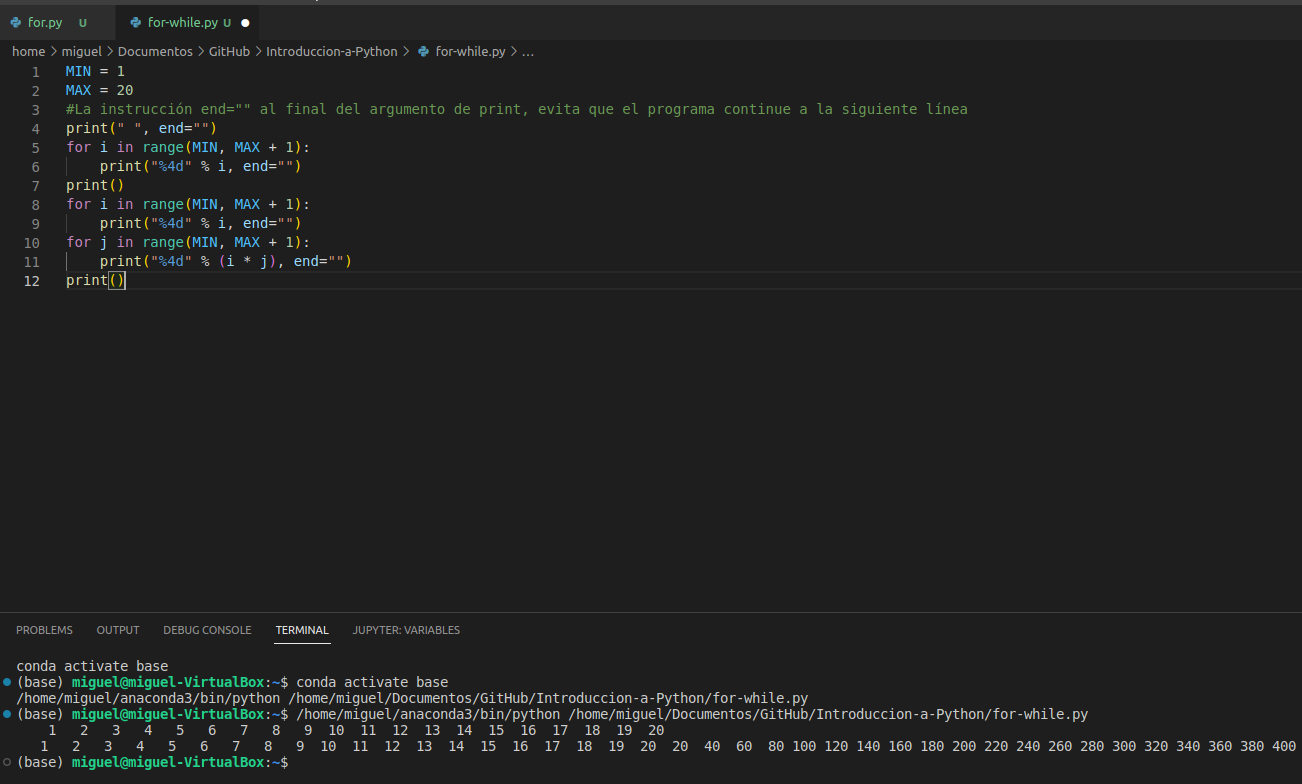 for.py U for-while.py U
home > miguel > Documentos > GitHub > Introduccion-a-Python > for-while.py > ...
1 MIN = 1
2 MAX = 20
3 #La instrucción end="" al final del argumento de print, evita que el programa continue a la siguiente línea
4 print(" ", end="")
5 for i in range(MIN, MAX + 1):
6     print("%4d" % i, end="")
7 print()
8 for i in range(MIN, MAX + 1):
9     print("%4d" % i, end="")
10 for j in range(MIN, MAX + 1):
11     print("%4d" % (i * j), end="")
12 print()
PROBLEMS OUTPUT DEBUG CONSOLE TERMINAL JUPYTER: VARIABLES
conda activate base
(base) miguel@miguel-VirtualBox:~$ conda activate base
/home/miguel/anaconda3/bin/python /home/miguel/Documentos/GitHub/Introduccion-a-Python/for-while.py
(base) miguel@miguel-VirtualBox:~$ /home/miguel/anaconda3/bin/python /home/miguel/Documentos/GitHub/Introduccion-a-Python/for-while.py
    1   2   3   4   5   6   7   8   9  10  11  12  13  14  15  16  17  18  19  20
   1   2   3   4   5   6   7   8   9  10  11  12  13  14  15  16  17  18  19  20  20  40  60  80 100 120 140 160 180 200 220 240 260 280 300 320 340 360 380 400
(base) miguel@miguel-VirtualBox:~$